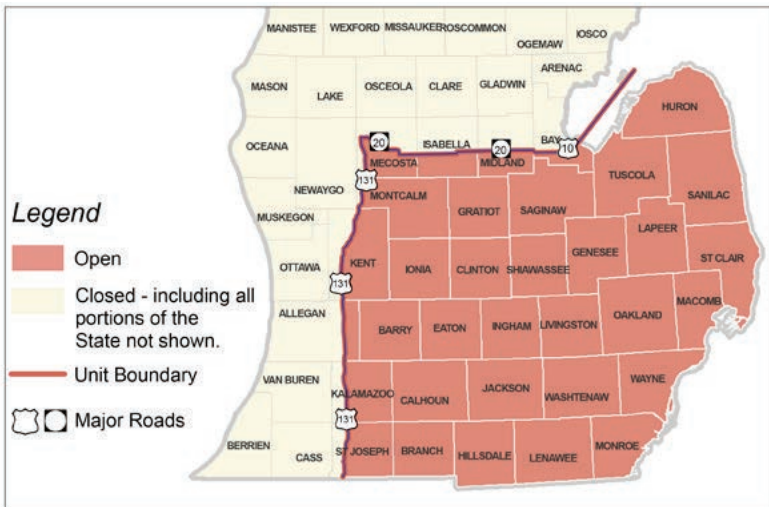 MANISTEE WEXFORD MISSAUKEE ROSCOMMON
OGEMAW IOSCO
ARENAC
MASON LAKE OSCEOLA CLARE GLADWIN
HURON
OCEANA 20 ISABELLA 20 BAY 10
MECOSTA MIDLAND
131 TUSCOLA
NEWAYGO MONTCALM SANILAC
Legend
GRATIOT SAGINAW
MUSKEGON LAPEER
Open
GENESEE
OTTAWA KENT IONIA CLINTON SHIAWASSEE ST CLAIR
Closed - including all
portions of the
State not shown.
131
ALLEGAN MACOMB
BARRY EATON INGHAM LIVINGSTON OAKLAND
Unit Boundary
VAN BUREN KALAMAZOO CALHOUN JACKSON WASHTENAW WAYNE
Major Roads
131
BERRIEN CASS ST JOSEPH BRANCH HILLSDALE LENAWEE MONROE